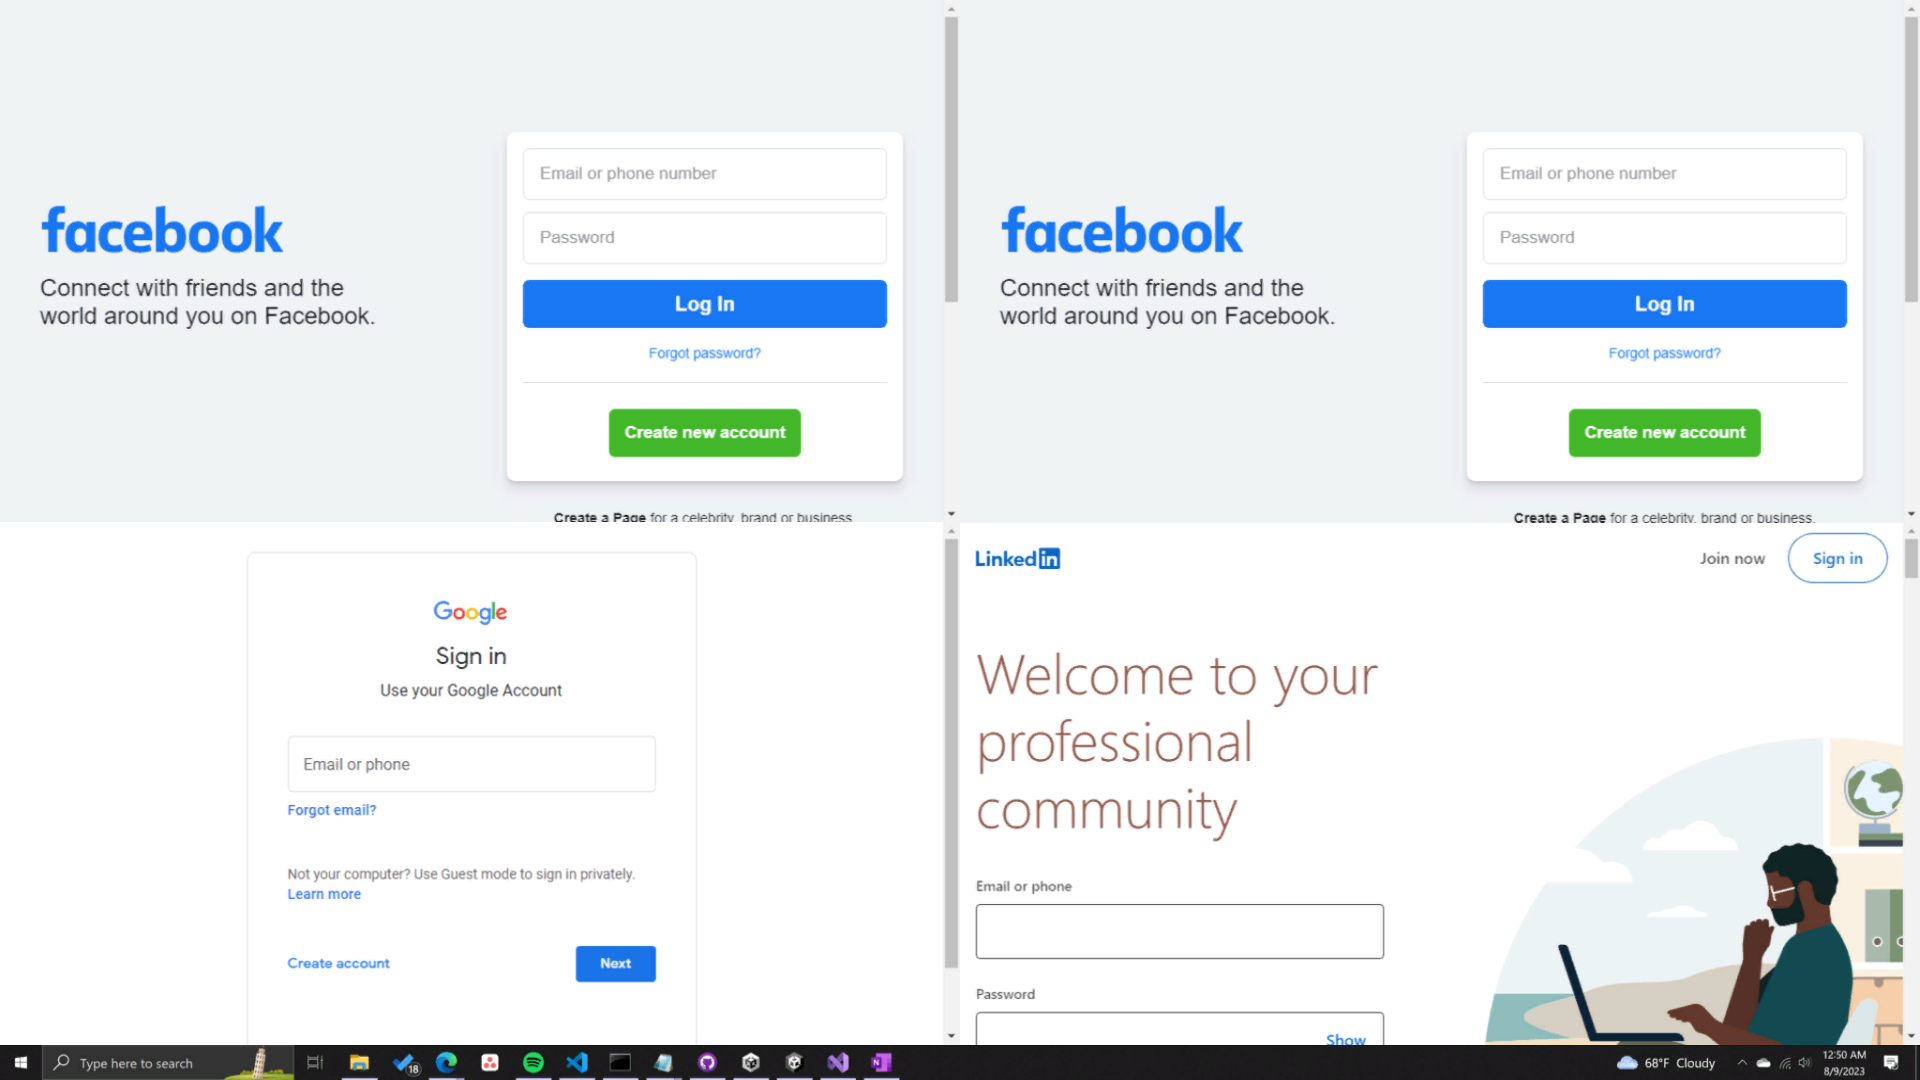 facebook
Connect with friends and the
world around you on Facebook.
Email or phone number
Password
Log In
Forgot password?
Create new account
Create a Page for a celebrity, brand or business.
facebook
Connect with friends and the
world around you on Facebook.
Email or phone number
Password
Log In
Forgot password?
Create new account
Create a Page for a celebrity, brand or business.
Google
Sign in
Use your Google Account
Email or phone
Forgot email?
Not your computer? Use Guest mode to sign in privately.
Learn more
Create account
Next
Linkedin
Join now
Sign in
Welcome to your
professional
community
Email or phone
Password
Show
Type here to search
18
N
68°F Cloudy
12:50 AM
8/9/2023